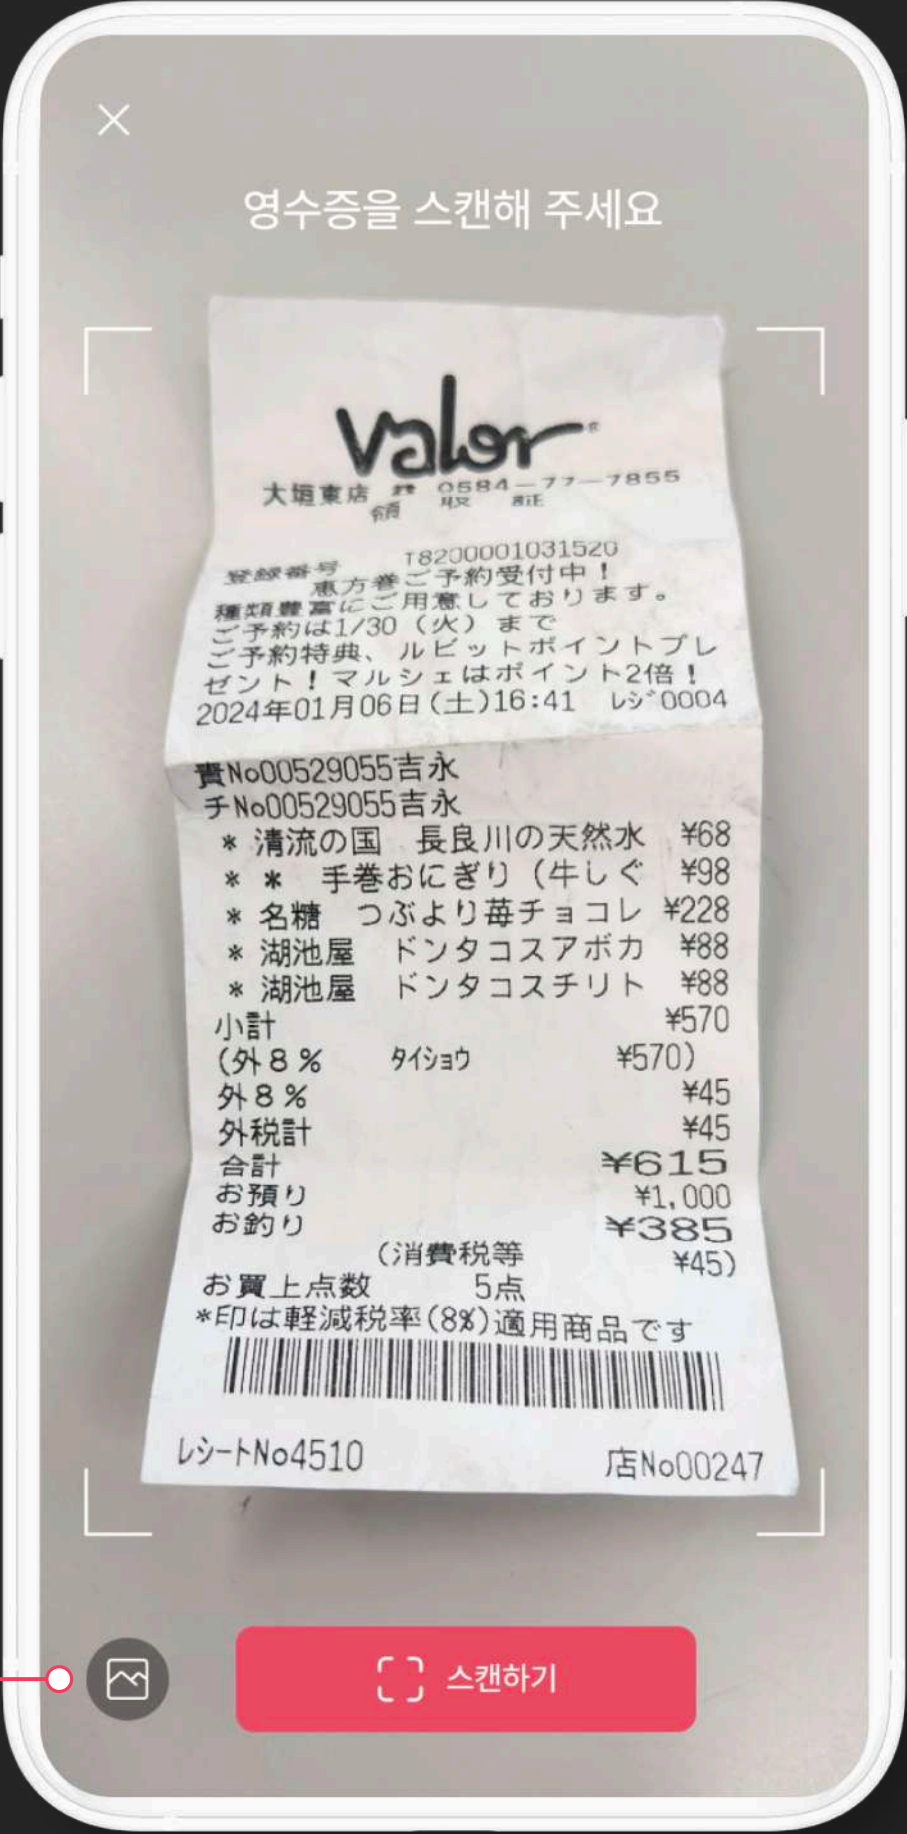 영수증을 스캔해 주세요
Valor
大垣東店 ☎ 0584-77-7855
領 収 証
登録番号 T8200001031520
恵方巻ご予約受付中！
種類豊富にご用意しております。
ご予約は1/30（火）まで
ご予約特典、ルビットポイントプレ
ゼント！マルシェはポイント2倍！
2024年01月06日(土)16:41 ﾚｼﾞ0004
責No00529055吉永
チNo00529055吉永
* 清流の国 長良川の天然水 ¥68
* * 手巻おにぎり（牛しぐ ¥98
* 名糖 つぶより苺チョコレ ¥228
* 湖池屋 ドンタコスアボカ ¥88
* 湖池屋 ドンタコスチリト ¥88
小計 ¥570
(外8% ﾀｲｼｮｳ ¥570)
外8% ¥45
外税計 ¥45
合計 ¥615
お預り ¥1,000
お釣り ¥385
(消費税等 ¥45)
お買上点数 5点
*印は軽減税率(8%)適用商品です
ﾚｼｰﾄNo4510 店No00247
스캔하기